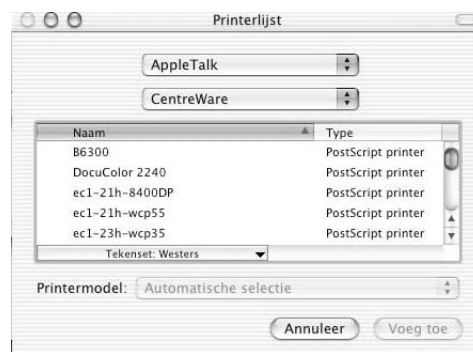 Printerlijst
AppleTalk
CentreWare
Naam Type
B6300 PostScript printer
DocuColor 2240 PostScript printer
ec1-21h-8400DP PostScript printer
ec1-21h-wcp55 PostScript printer
ec1-23h-wcp35 PostScript printer
Tekenset: Westers
Printermodel: Automatische selectie
Annuleer Voeg toe